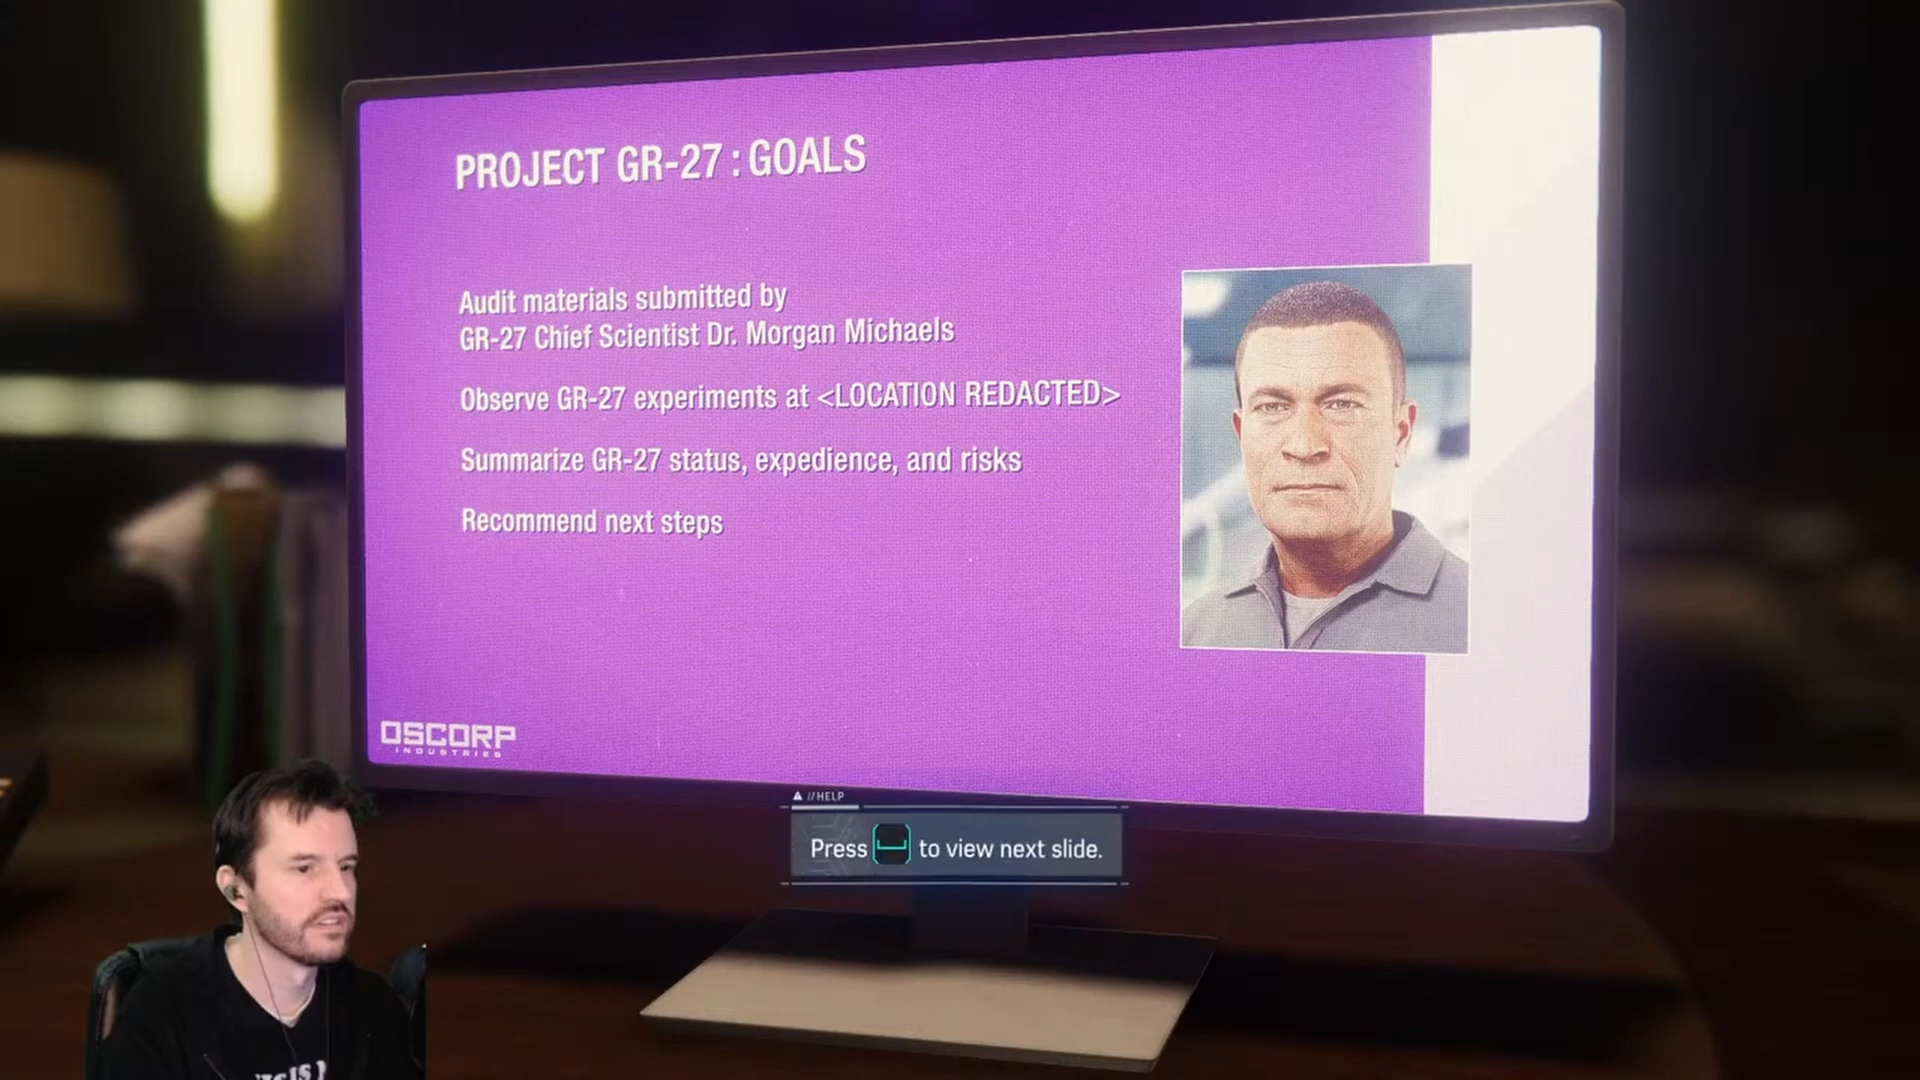 PROJECT GR-27 : GOALS
Audit materials submitted by
GR-27 Chief Scientist Dr. Morgan Michaels
Observe GR-27 experiments at <LOCATION REDACTED>
Summarize GR-27 status, expedience, and risks
Recommend next steps
OSCORP
INDUSTRIES
//HELP
Press to view next slide.